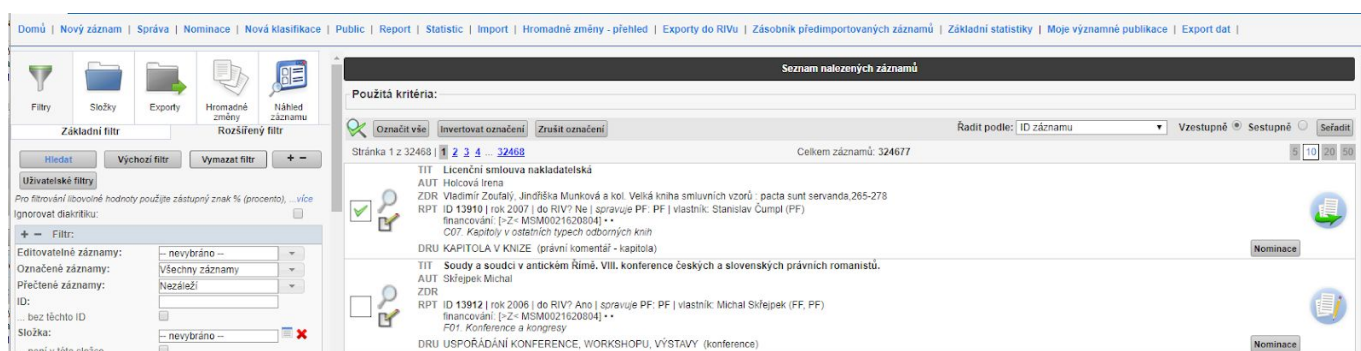 Domů | Nový záznam | Správa | Nominace | Nová klasifikace | Public | Report | Statistic | Import | Hromadné změny - přehled | Exporty do RIVu | Zásobník předimportovaných záznamů | Základní statistiky | Moje významné publikace | Export dat |
Filtry
Složky
Exporty
Hromadné změny
Náhled záznamu
Základní filtr
Rozšířený filtr
Hledat
Výchozí filtr
Vymazat filtr
+ −
Uživatelské filtry
Pro filtrování libovolné hodnoty použijte zástupný znak % (procento), ...více
Ignorovat diakritiku:
+ − Filtr:
Editovatelné záznamy: -- nevybráno --
Označené záznamy: Všechny záznamy
Přečtené záznamy: Nezáleží
ID:
... bez těchto ID
Složka: -- nevybráno --
... není v této složce
Seznam nalezených záznamů
Použitá kritéria:
Označit vše
Invertovat označení
Zrušit označení
Řadit podle: ID záznamu
Vzestupně
Sestupně
Seřadit
Stránka 1 z 32468 | 1 2 3 4 ... 32468
Celkem záznamů: 324677
5 10 20 50
TIT Licenční smlouva nakladatelská
AUT Holcová Irena
ZDR Vladimír Zoufalý, Jindřiška Munková a kol. Velká kniha smluvních vzorů : pacta sunt servanda,265-278
RPT ID 13910 | rok 2007 | do RIV? Ne | spravuje PF: PF | vlastník: Stanislav Čumpl (PF)
financování: [>Z< MSM0021620804] • •
C07. Kapitoly v ostatních typech odborných knih
DRU KAPITOLA V KNIZE (právní komentář - kapitola)
Nominace
TIT Soudy a soudci v antickém Římě. VIII. konference českých a slovenských právních romanistů.
AUT Skřejpek Michal
ZDR
RPT ID 13912 | rok 2006 | do RIV? Ano | spravuje PF: PF | vlastník: Michal Skřejpek (FF, PF)
financování: [>Z< MSM0021620804] • •
F01. Konference a kongresy
DRU USPOŘÁDÁNÍ KONFERENCE, WORKSHOPU, VÝSTAVY (konference)
Nominace